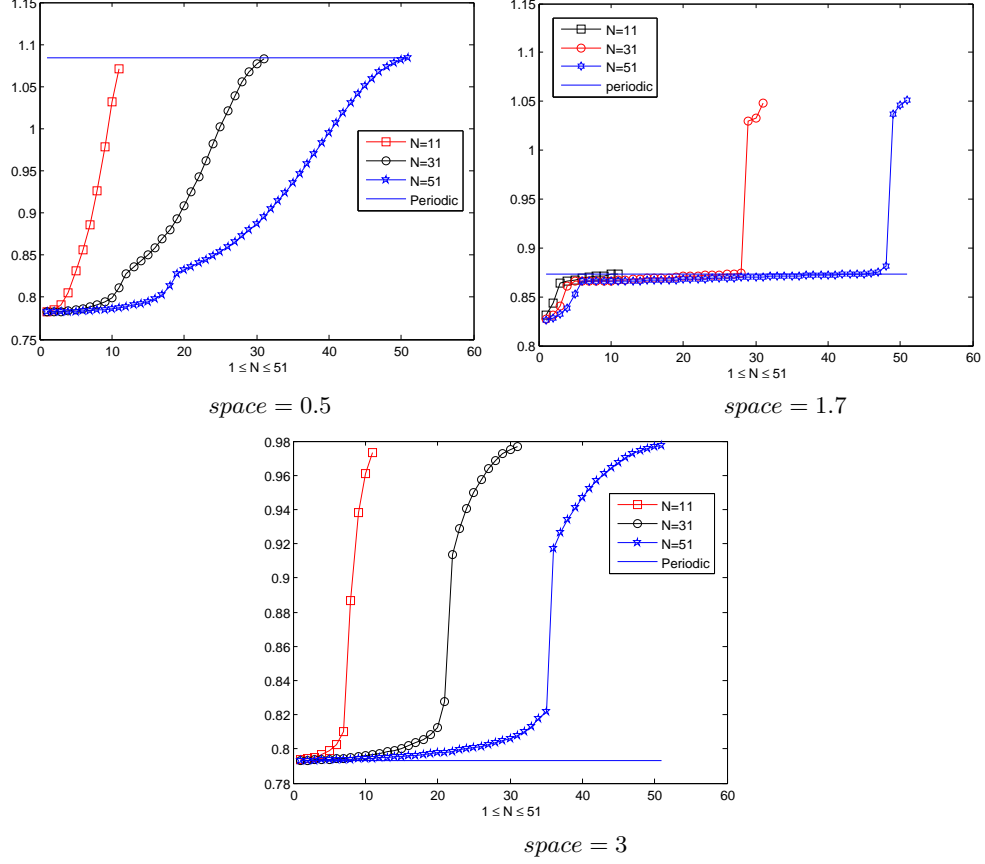 1.15
1.1
1.05
1
0.95
0.9
0.85
0.8
0.75
0 10 20 30 40 50 60
1 ≤ N ≤ 51
N=11
N=31
N=51
Periodic
space = 0.5
1.15
1.1
1.05
1
0.95
0.9
0.85
0.8
0 10 20 30 40 50 60
1 ≤ N ≤ 51
N=11
N=31
N=51
periodic
space = 1.7
0.98
0.96
0.94
0.92
0.9
0.88
0.86
0.84
0.82
0.8
0.78
0 10 20 30 40 50 60
1 ≤ N ≤ 51
N=11
N=31
N=51
Periodic
space = 3